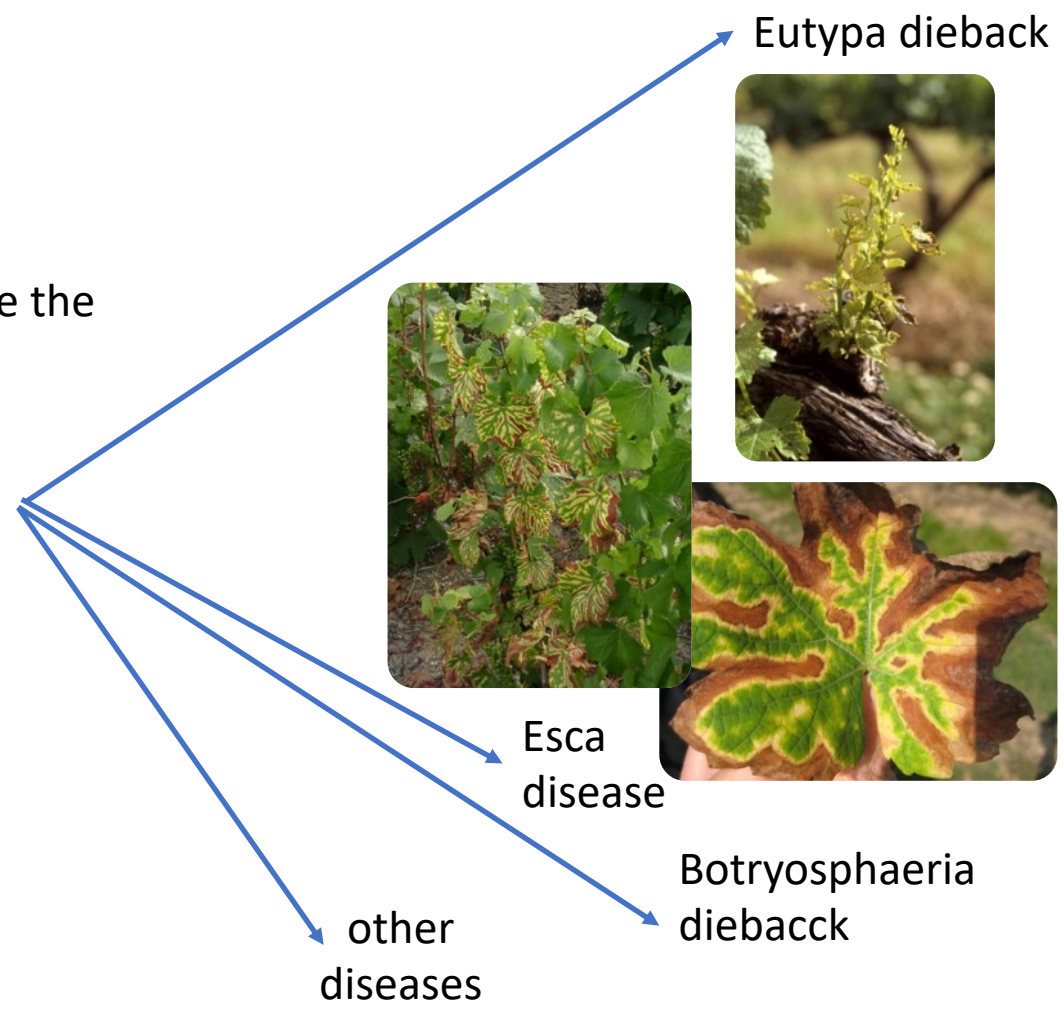 Eutypa dieback
e the
Esca
disease
Botryosphaeria
diebacck
other
diseases